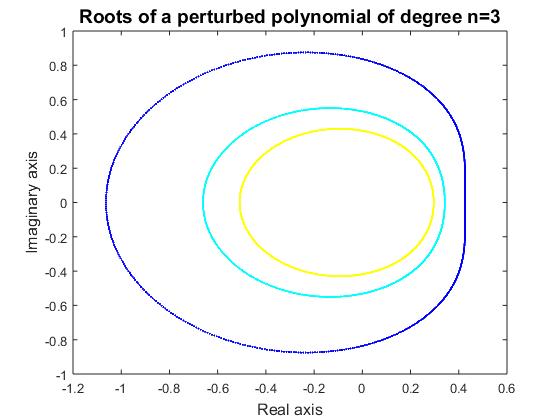 Roots of a perturbed polynomial of degree n=3
1
0.8
0.6
0.4
0.2
0
-0.2
-0.4
-0.6
-0.8
-1
Imaginary axis
-1.2 -1 -0.8 -0.6 -0.4 -0.2 0 0.2 0.4 0.6
Real axis